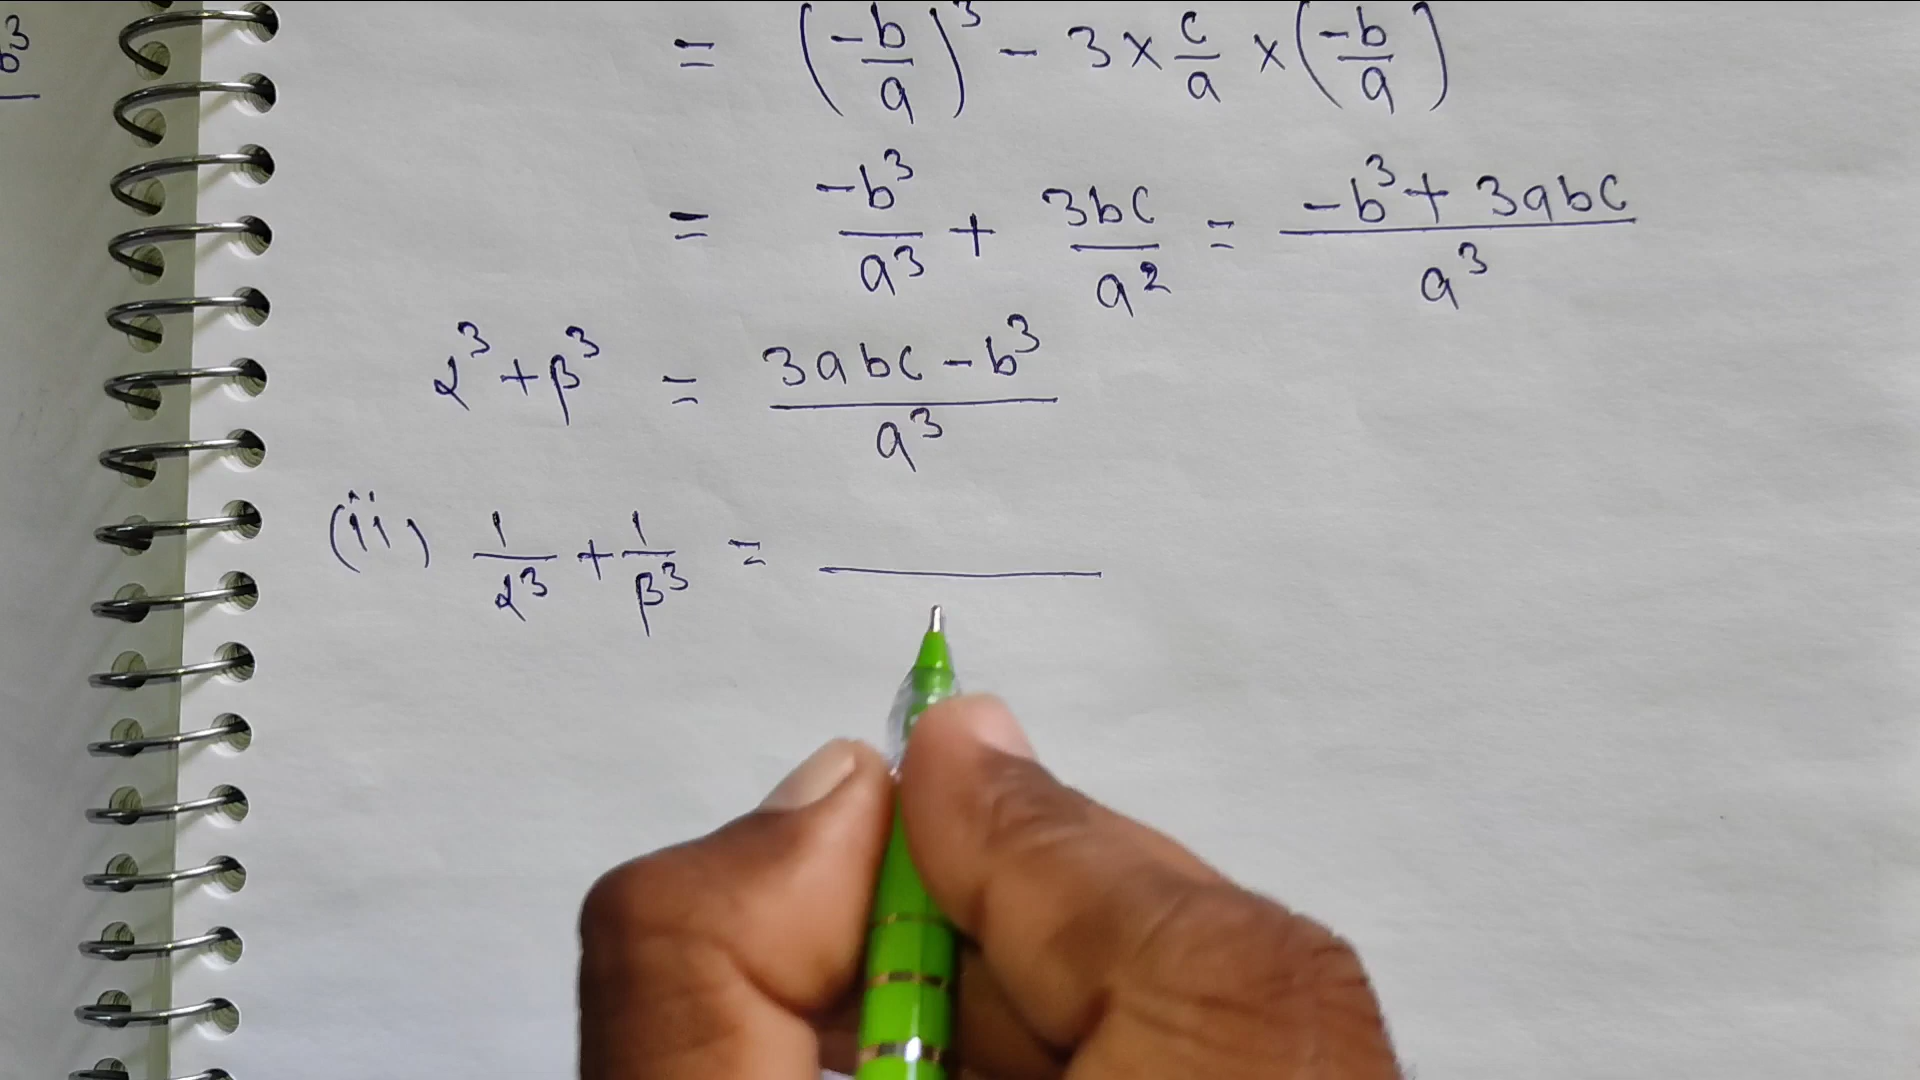 b³
= (-b/a)³ - 3 × c/a × (-b/a)
= -b³/a³ + 3bc/a² = -b³ + 3abc/a³
α³ + β³ = 3abc - b³/a³
(ii) 1/α³ + 1/β³ =